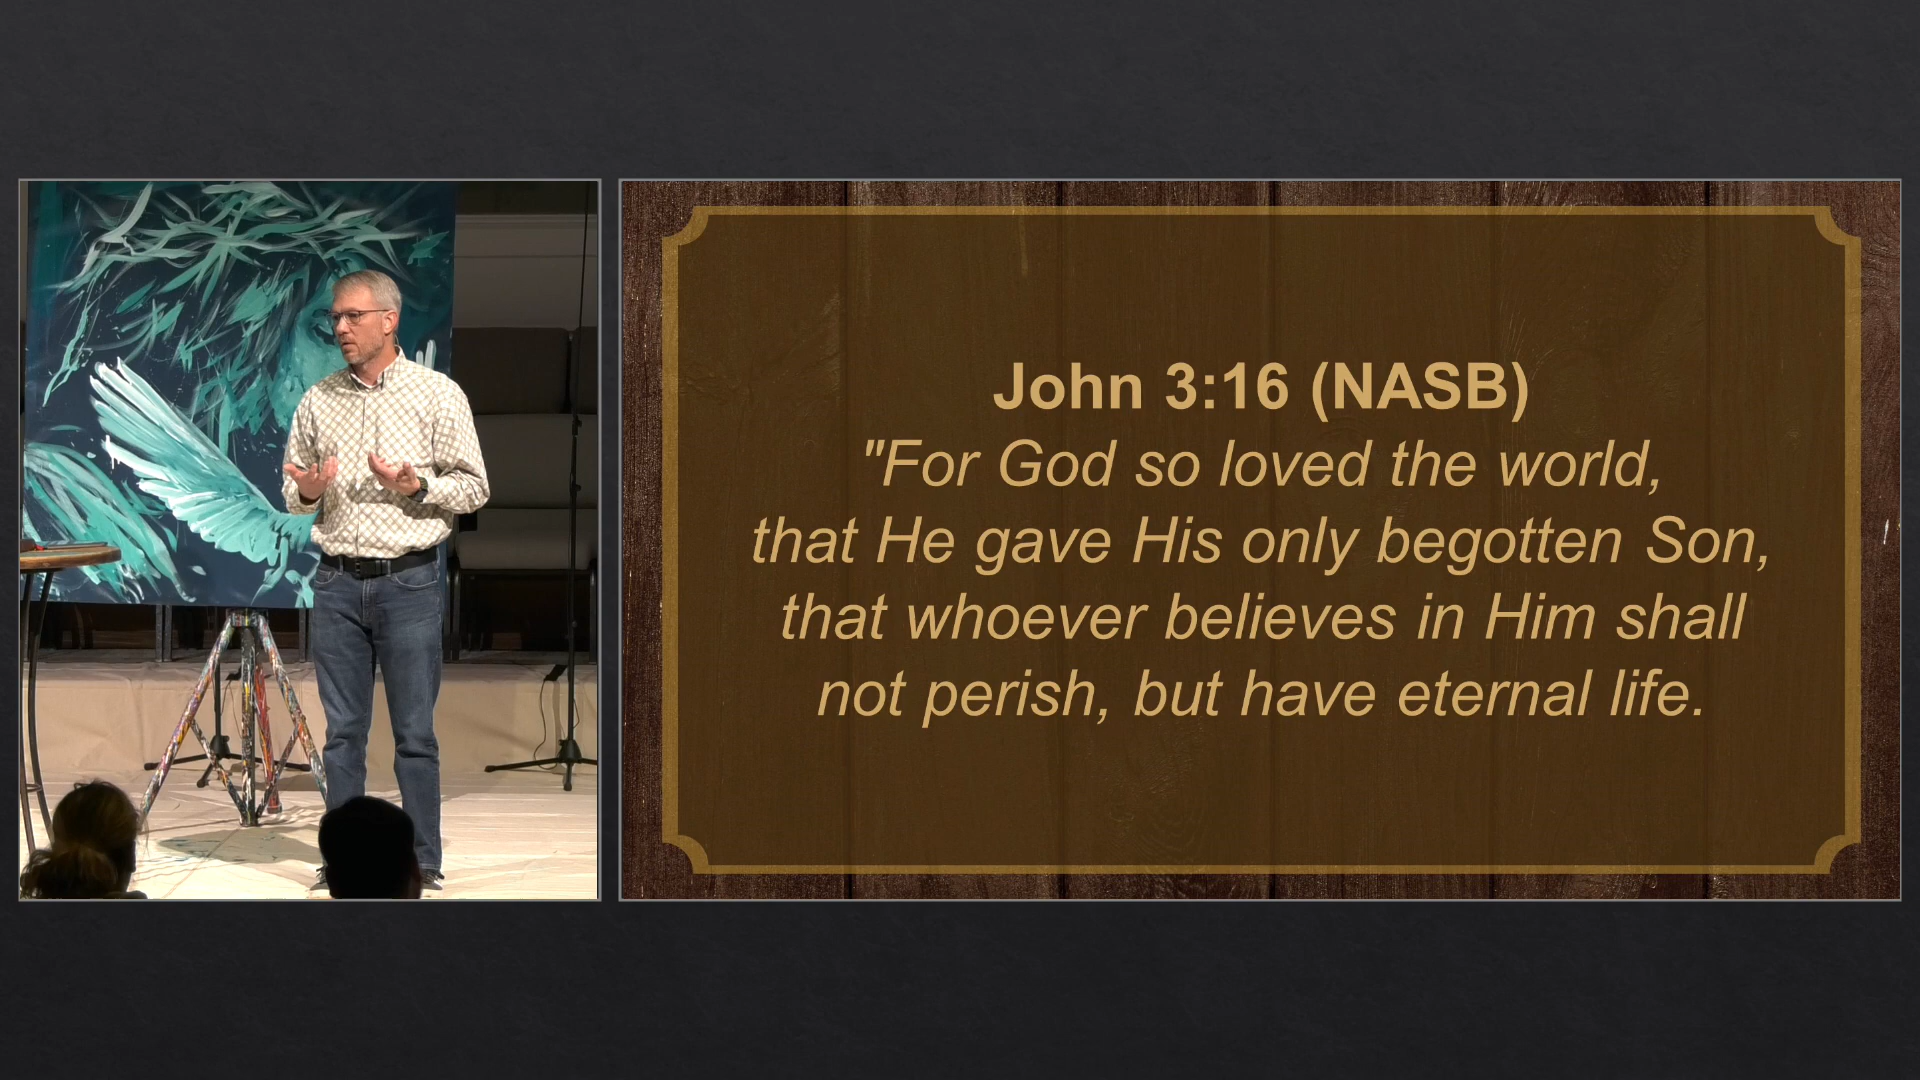 John 3:16 (NASB)
"For God so loved the world,
that He gave His only begotten Son,
that whoever believes in Him shall
not perish, but have eternal life.